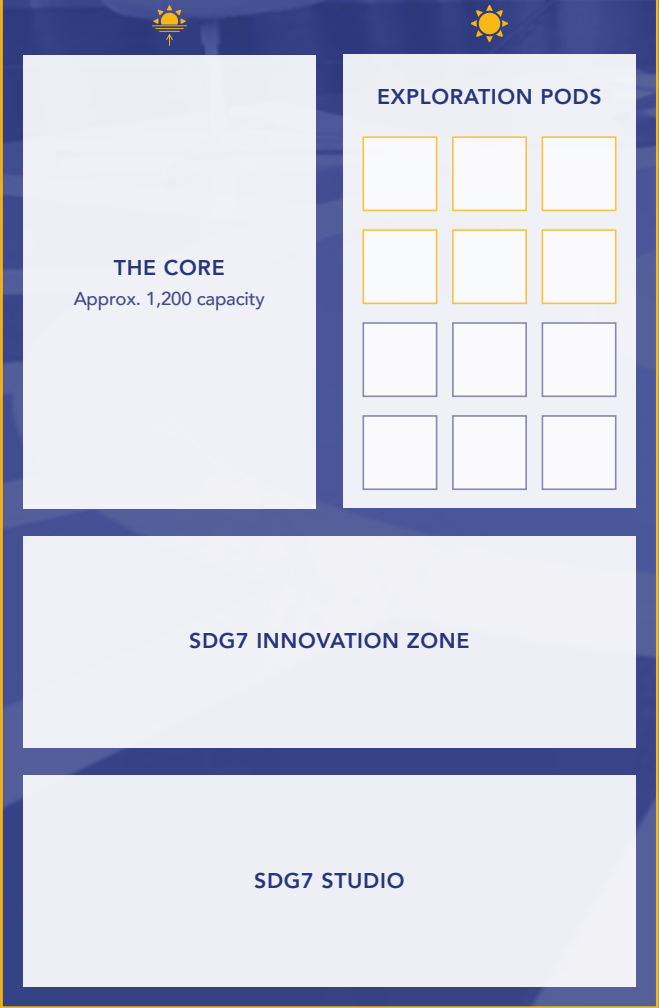 THE CORE
Approx. 1,200 capacity
EXPLORATION PODS
SDG7 INNOVATION ZONE
SDG7 STUDIO